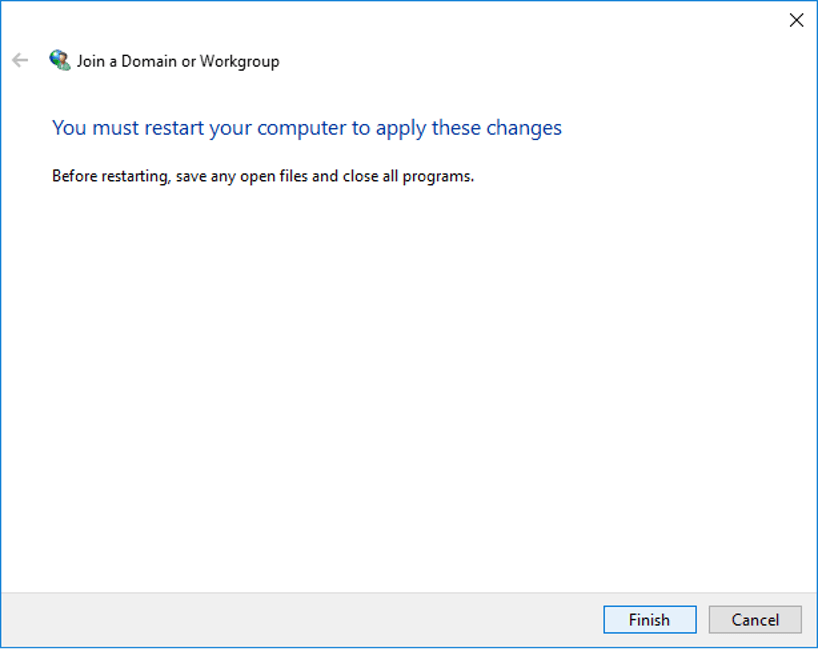 Join a Domain or Workgroup
You must restart your computer to apply these changes
Before restarting, save any open files and close all programs.
Finish Cancel